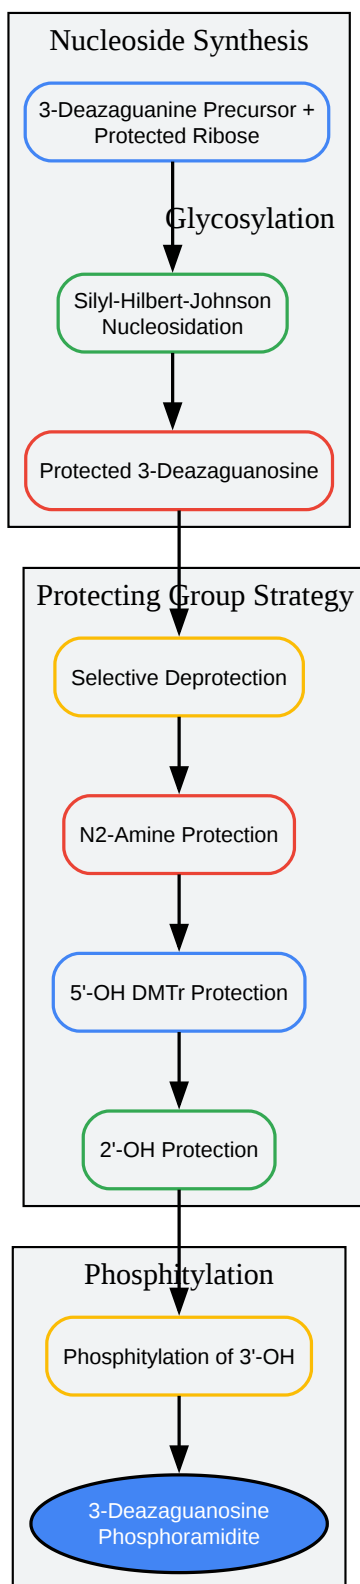 Nucleoside Synthesis
3-Deazaguanine Precursor +
Protected Ribose
Glycosylation
Silyl-Hilbert-Johnson
Nucleosidation
Protected 3-Deazaguanosine
Protecting Group Strategy
Selective Deprotection
N2-Amine Protection
5'-OH DMTr Protection
2'-OH Protection
Phosphitylation
Phosphitylation of 3'-OH
3-Deazaguanosine
Phosphoramidite